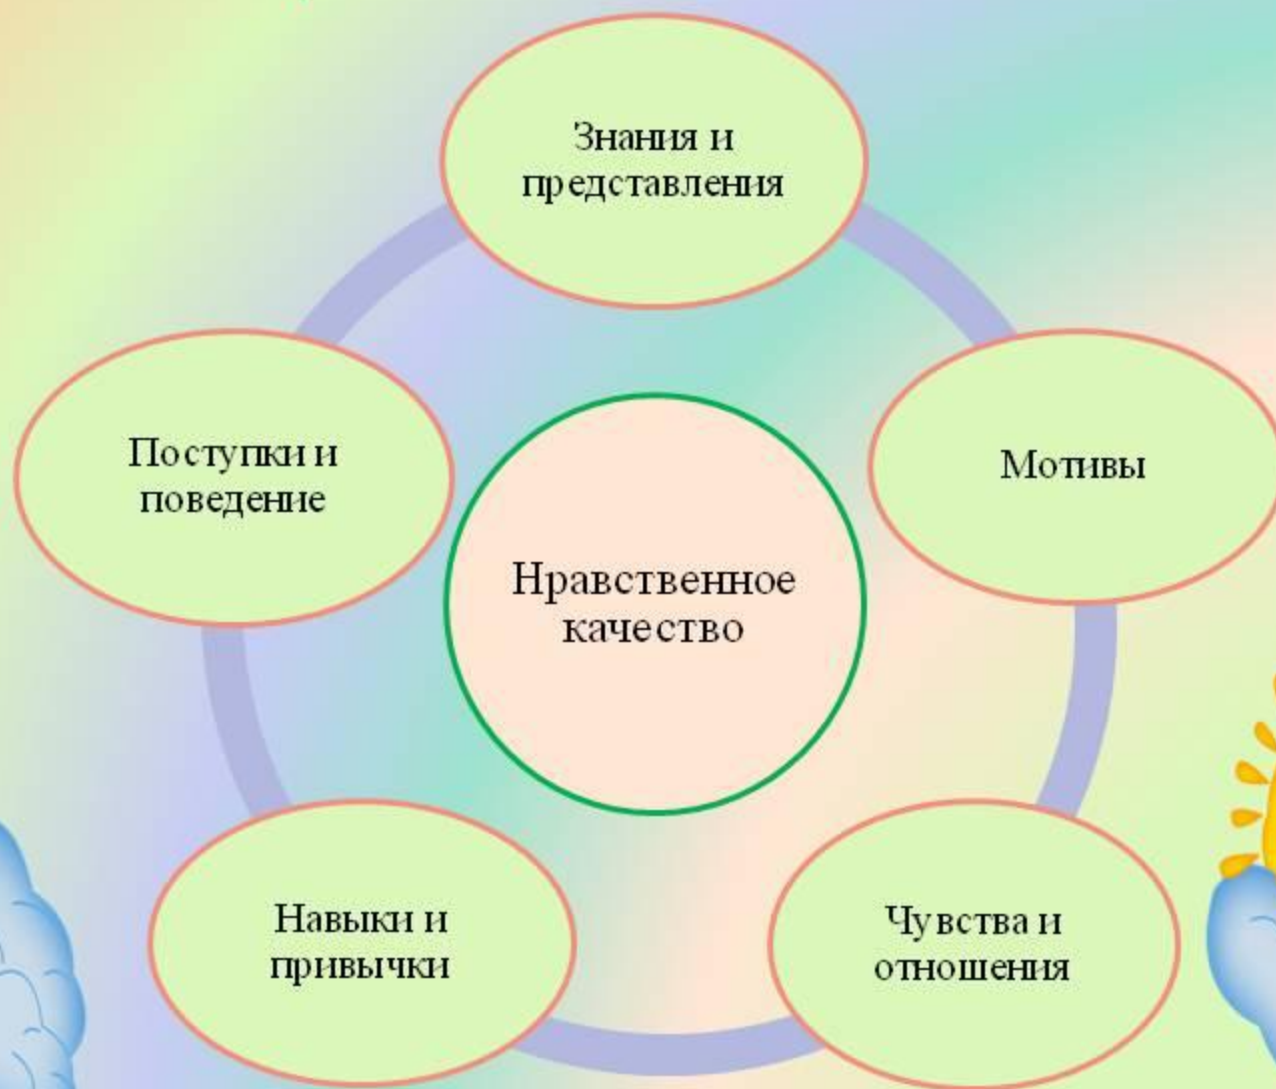 Знания и
представления
Поступки и
поведение
Мотивы
Нравственное
качество
Навыки и
привычки
Чувства и
отношения